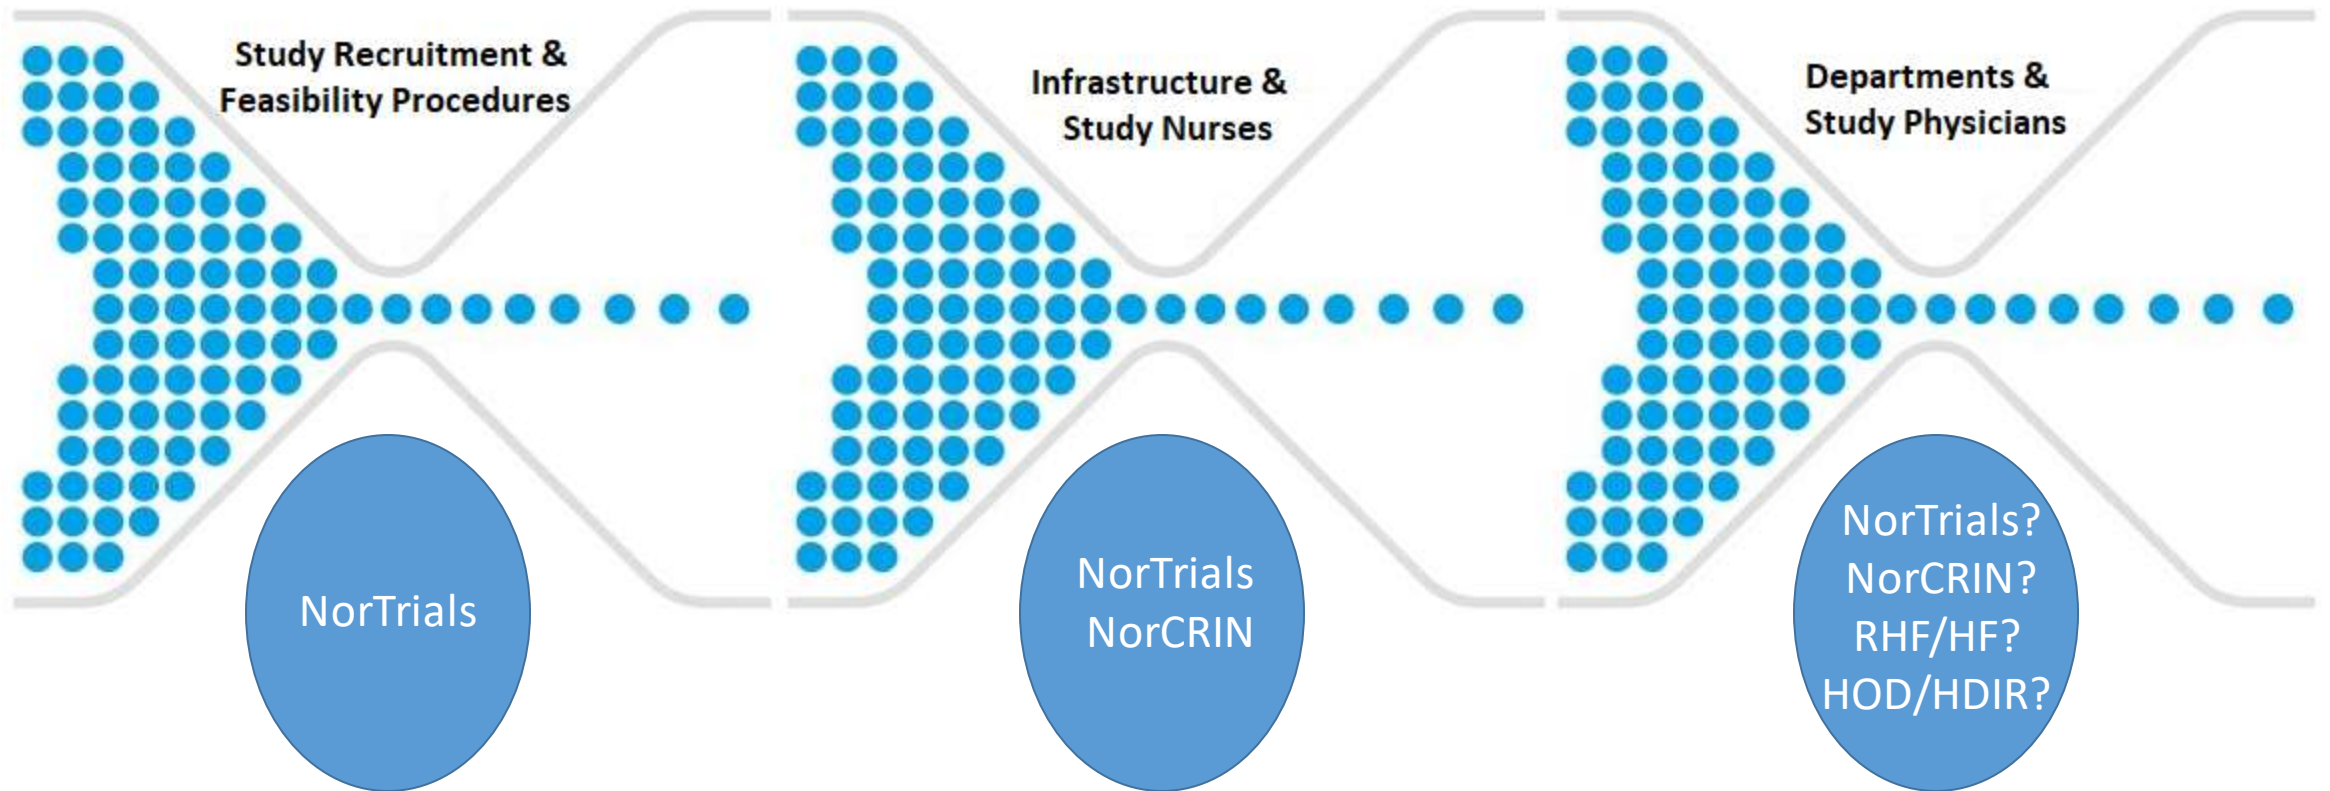 Study Recruitment &
Feasibility Procedures
Infrastructure &
Study Nurses
Departments &
Study Physicians
NorTrials
NorTrials
NorCRIN
NorTrials?
NorCRIN?
RHF/HF?
HOD/HDIR?